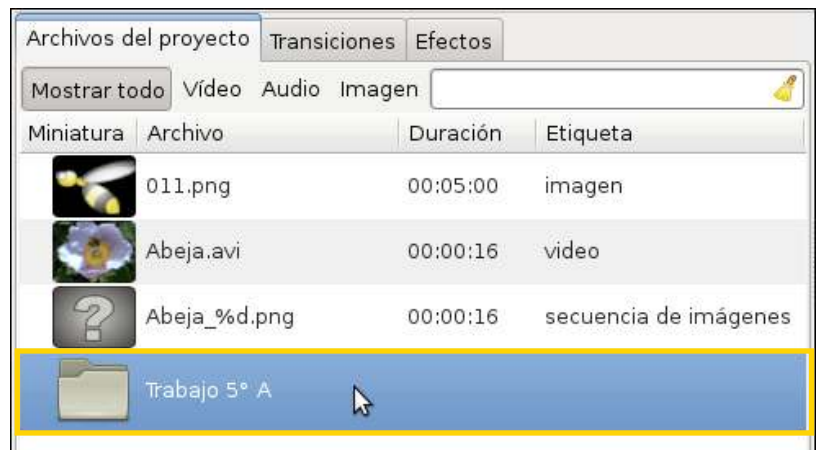 Archivos del proyecto Transiciones Efectos
Mostrar todo Vídeo Audio Imagen
Miniatura Archivo Duración Etiqueta
011.png 00:05:00 imagen
Abeja.avi 00:00:16 video
? Abeja_%d.png 00:00:16 secuencia de imágenes
Trabajo 5° A